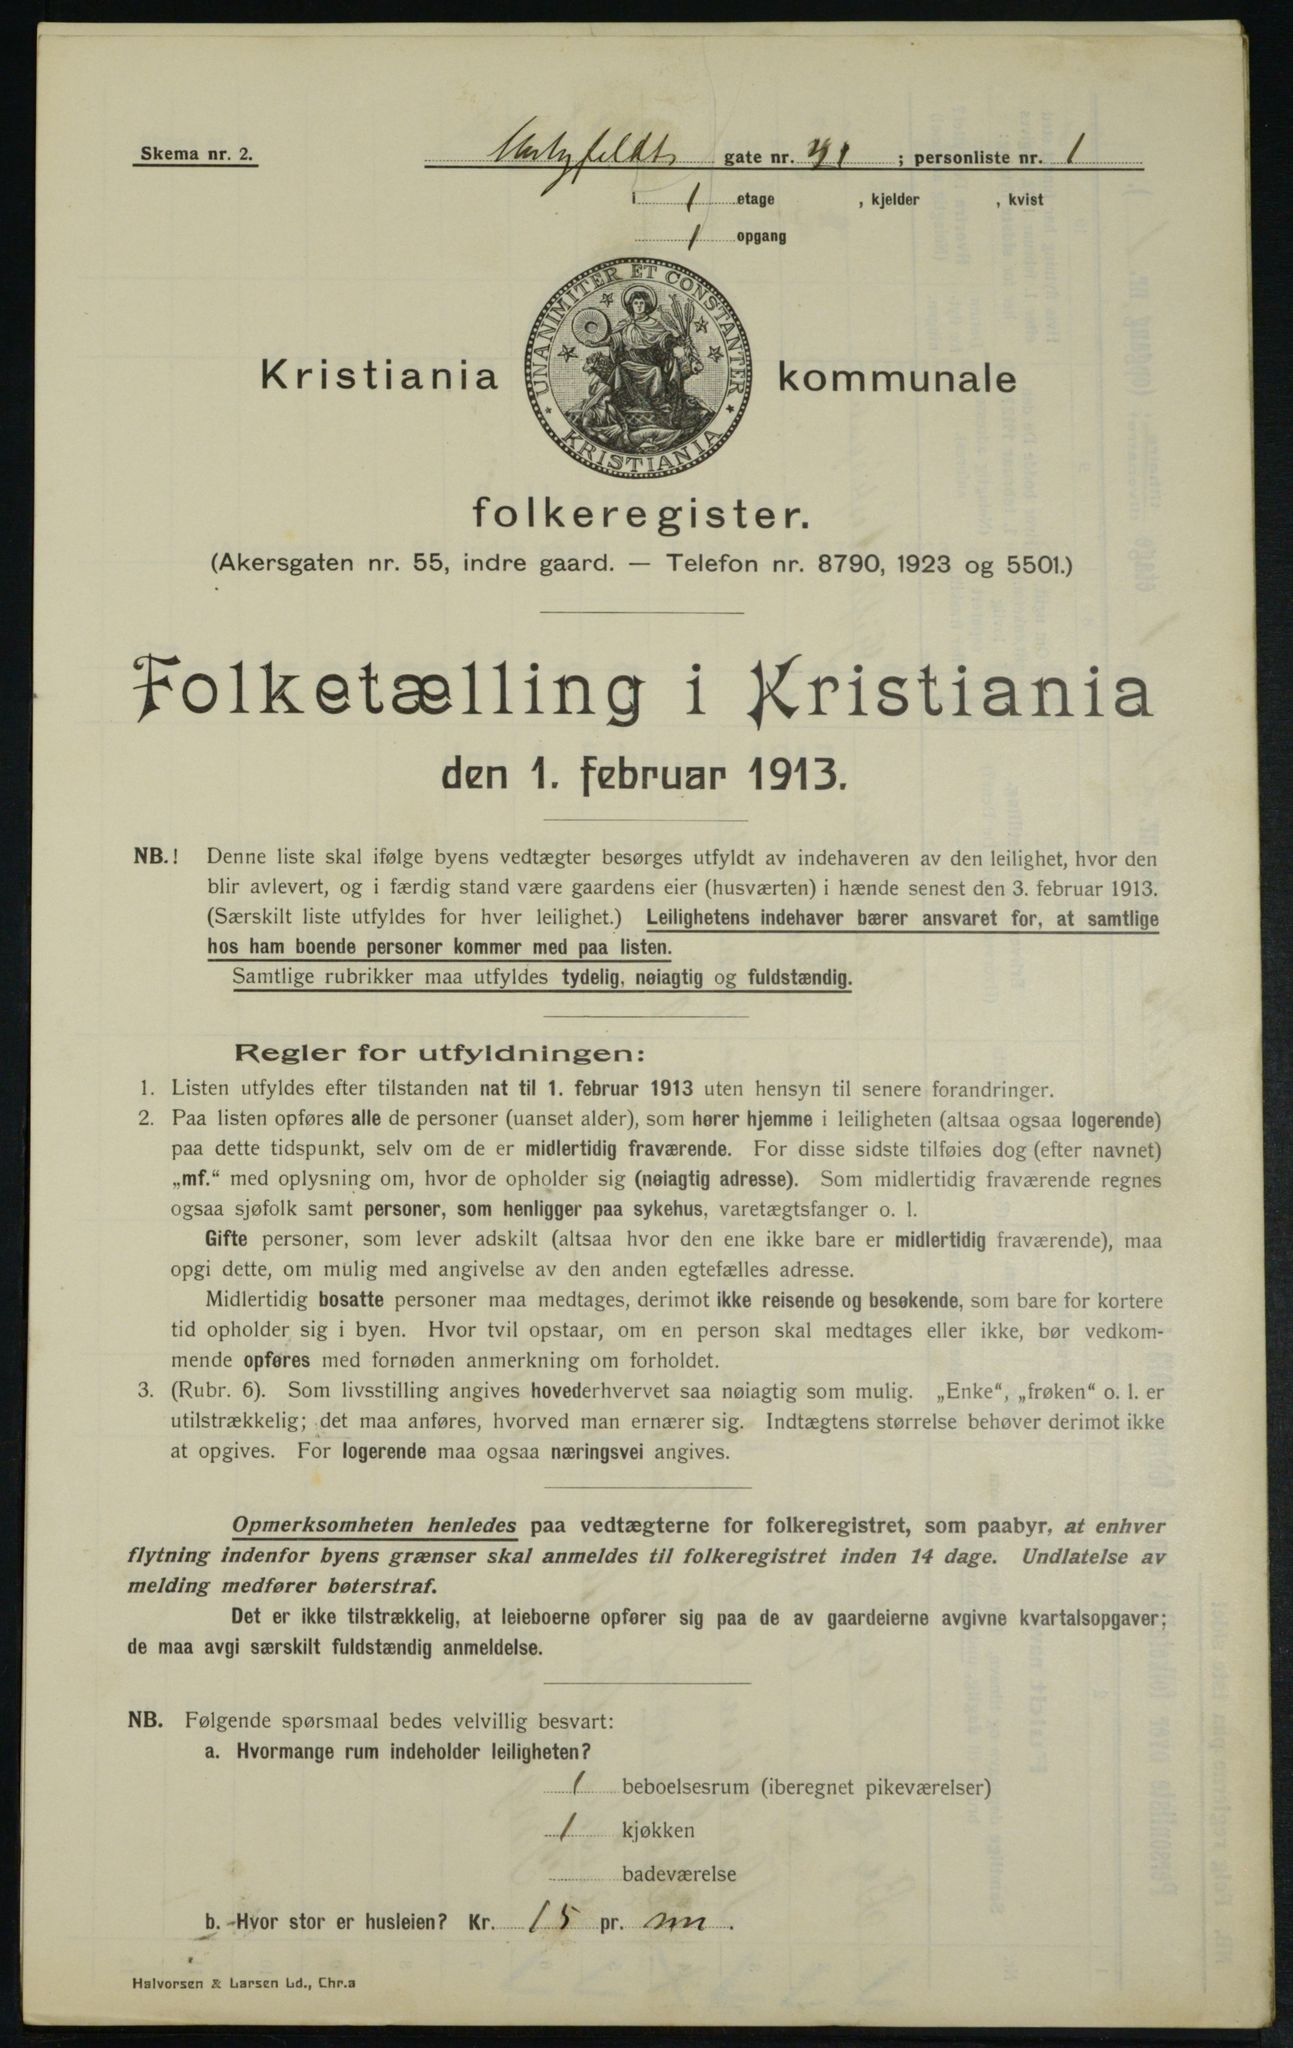 Skema nr. 2.
gate nr. ; personliste nr. 1
i 1 etage , kjelder , kvist
1 opgang
UNANIMITER ET CONSTANTER
KRISTIANIA
Kristiania kommunale
folkeregister.
(Akersgaten nr. 55, indre gaard. — Telefon nr. 8790, 1923 og 5501.)
Folketælling i Kristiania
den 1. februar 1913.
NB.! Denne liste skal ifølge byens vedtægter besørges utfyldt av indehaveren av den leilighet, hvor den
blir avlevert, og i færdig stand være gaardens eier (husværten) i hænde senest den 3. februar 1913.
(Særskilt liste utfyldes for hver leilighet.) Leilighetens indehaver bærer ansvaret for, at samtlige
hos ham boende personer kommer med paa listen.
Samtlige rubrikker maa utfyldes tydelig, nøiagtig og fuldstændig.
Regler for utfyldningen:
1. Listen utfyldes efter tilstanden nat til 1. februar 1913 uten hensyn til senere forandringer.
2. Paa listen opføres alle de personer (uanset alder), som hører hjemme i leiligheten (altsaa ogsaa logerende)
paa dette tidspunkt, selv om de er midlertidig fraværende. For disse sidste tilføies dog (efter navnet)
„mf.“ med oplysning om, hvor de opholder sig (nøiagtig adresse). Som midlertidig fraværende regnes
ogsaa sjøfolk samt personer, som henligger paa sykehus, varetægtsfanger o. l.
Gifte personer, som lever adskilt (altsaa hvor den ene ikke bare er midlertidig fraværende), maa
opgi dette, om mulig med angivelse av den anden egtefælles adresse.
Midlertidig bosatte personer maa medtages, derimot ikke reisende og besøkende, som bare for kortere
tid opholder sig i byen. Hvor tvil opstaar, om en person skal medtages eller ikke, bør vedkom-
mende opføres med fornøden anmerkning om forholdet.
3. (Rubr. 6). Som livsstilling angives hovederhvervet saa nøiagtig som mulig. „Enke“, „frøken“ o. l. er
utilstrækkelig; det maa anføres, hvorved man ernærer sig. Indtægtens størrelse behøver derimot ikke
at opgives. For logerende maa ogsaa næringsvei angives.
Opmerksomheten henledes paa vedtægterne for folkeregistret, som paabyr, at enhver
flytning indenfor byens grænser skal anmeldes til folkeregistret inden 14 dage. Undlatelse av
melding medfører bøterstraf.
Det er ikke tilstrækkelig, at leieboerne opfører sig paa de av gaardeierne avgivne kvartalsopgaver;
de maa avgi særskilt fuldstændig anmeldelse.
NB. Følgende spørsmaal bedes velvillig besvart:
a. Hvormange rum indeholder leiligheten?
1 beboelsesrum (iberegnet pikeværelser)
1 kjøkken
badeværelse
b. Hvor stor er husleien? Kr. 15 pr. .
Halvorsen & Larsen Ld., Chr.a